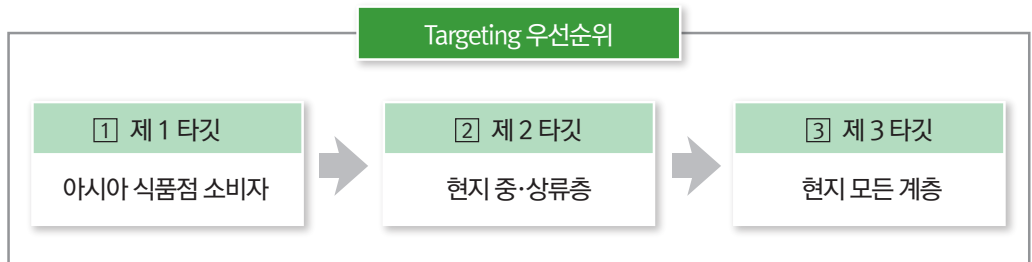 Targeting 우선순위
1 제 1 타깃
아시아 식품점 소비자
2 제 2 타깃
현지 중·상류층
3 제 3 타깃
현지 모든 계층